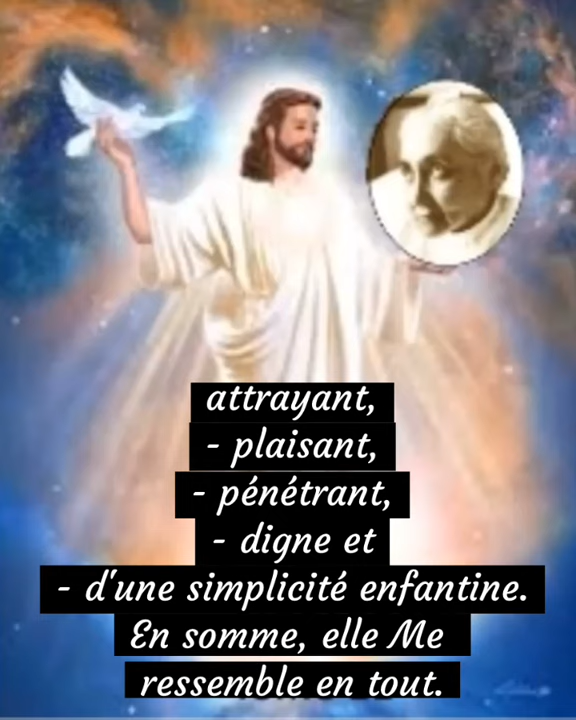 attrayant,
- plaisant,
- pénétrant,
- digne et
- d'une simplicité enfantine.
En somme, elle Me
ressemble en tout.